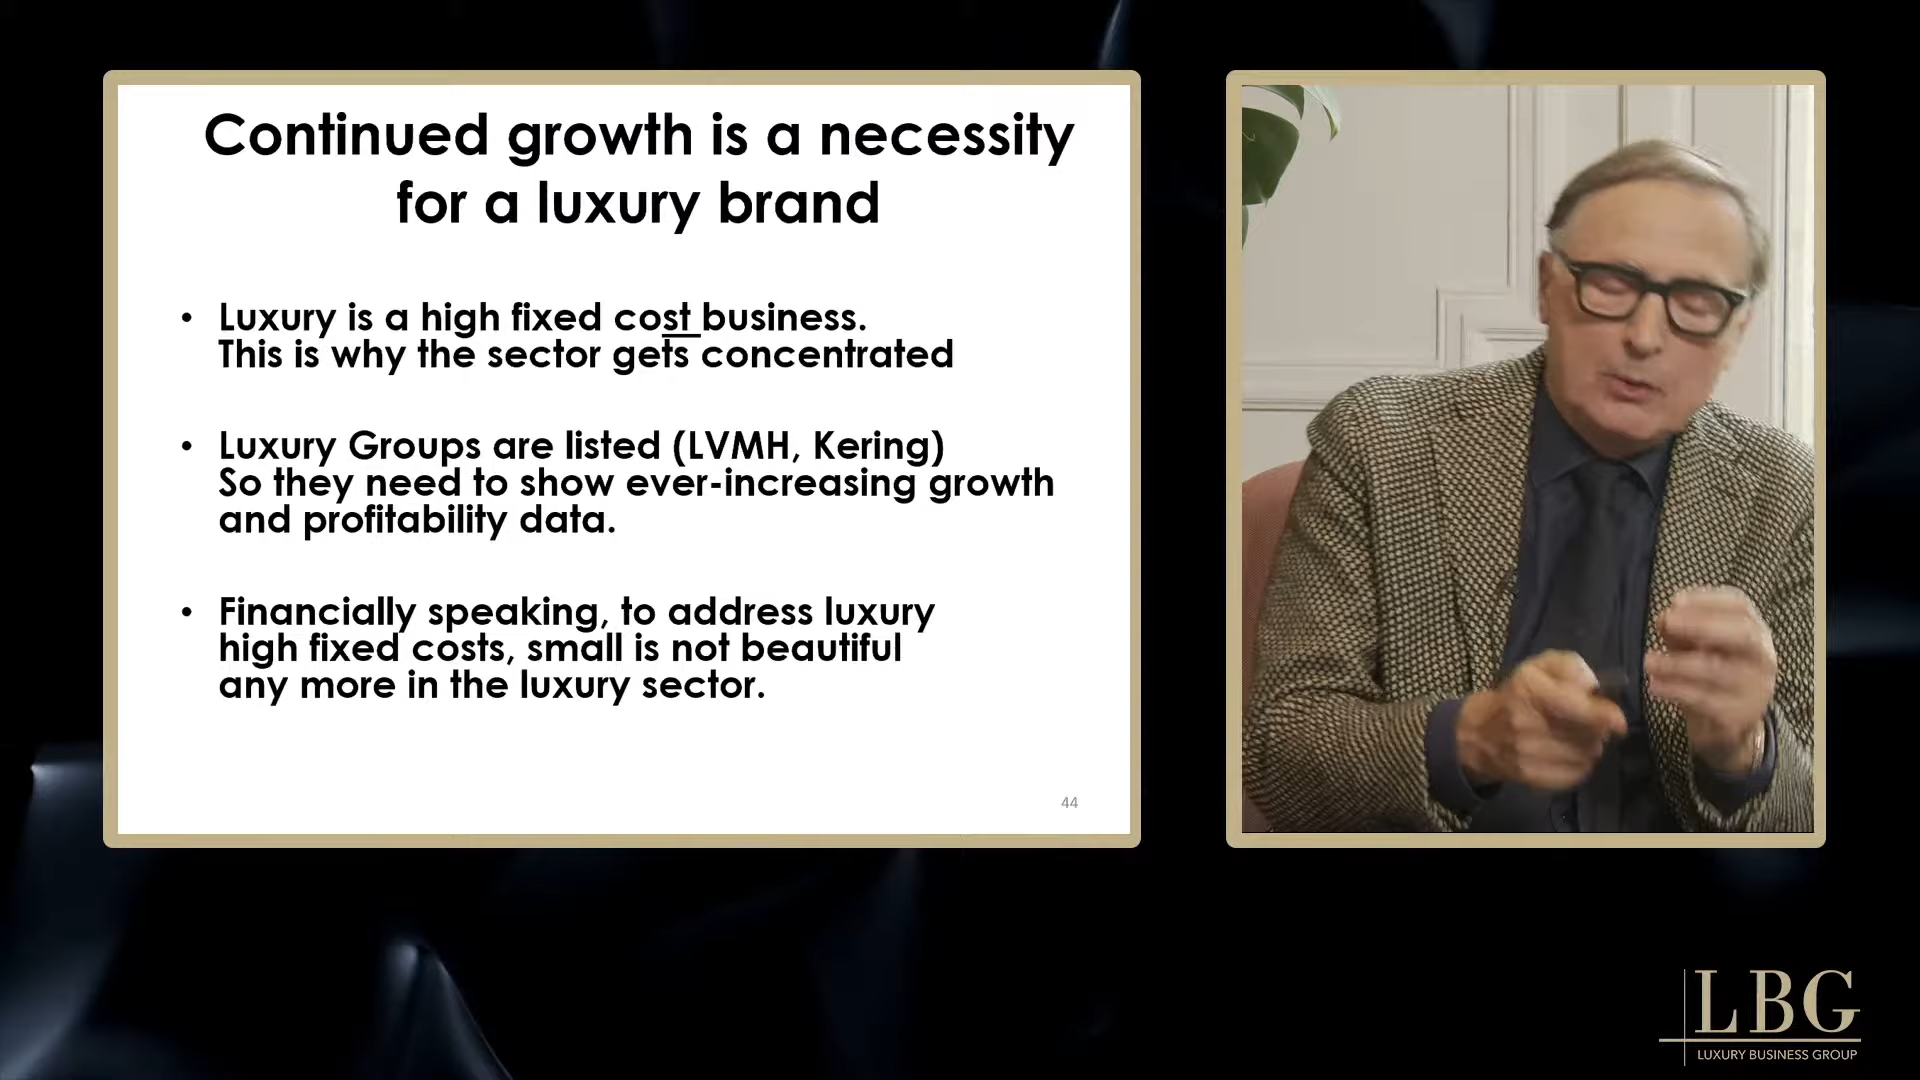 Continued growth is a necessity
for a luxury brand
• Luxury is a high fixed cost business.
This is why the sector gets concentrated
• Luxury Groups are listed (LVMH, Kering)
So they need to show ever-increasing growth
and profitability data.
• Financially speaking, to address luxury
high fixed costs, small is not beautiful
any more in the luxury sector.
44
LBG
LUXURY BUSINESS GROUP